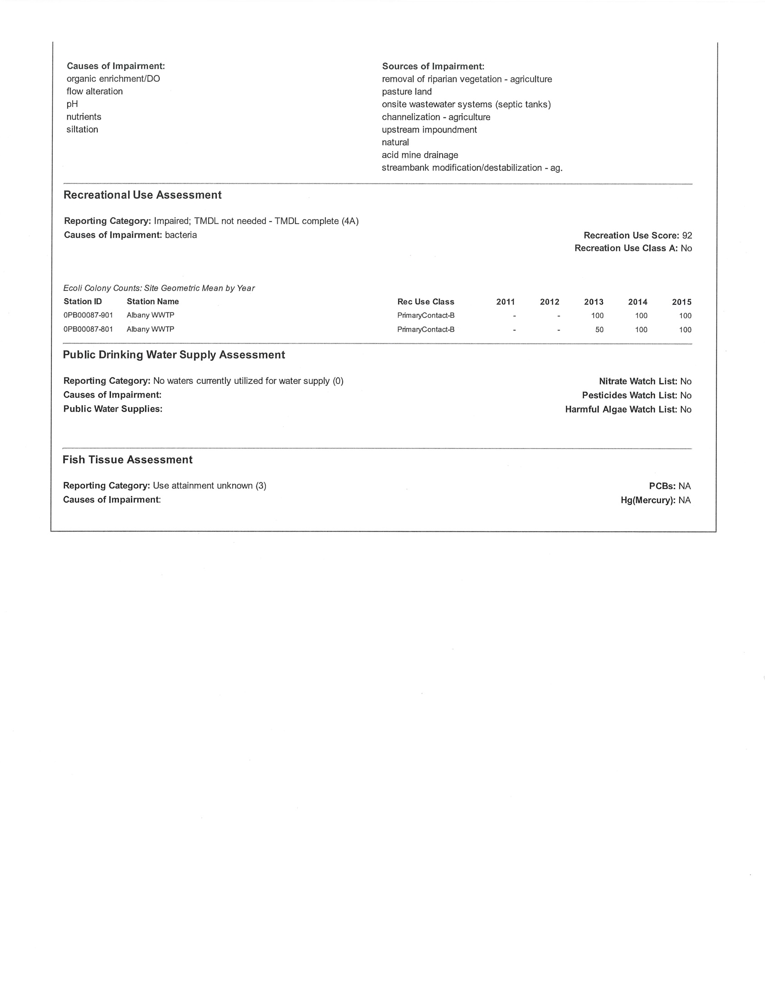 Causes of Impairment:
organic enrichment/DO
flow alteration
pH
nutrients
siltation
Sources of Impairment:
removal of riparian vegetation - agriculture
pasture land
onsite wastewater systems (septic tanks)
channelization - agriculture
upstream impoundment
natural
acid mine drainage
streambank modification/destabilization - ag.
Recreational Use Assessment
Reporting Category: Impaired; TMDL not needed - TMDL complete (4A)
Causes of Impairment: bacteria
Recreation Use Score: 92
Recreation Use Class A: No
Ecoli Colony Counts: Site Geometric Mean by Year
Station ID Station Name Rec Use Class 2011 2012 2013 2014 2015
0PB00087-901 Albany WWTP PrimaryContact-B - - 100 100 100
0PB00087-801 Albany WWTP PrimaryContact-B - - 50 100 100
Public Drinking Water Supply Assessment
Reporting Category: No waters currently utilized for water supply (0)
Causes of Impairment:
Public Water Supplies:
Nitrate Watch List: No
Pesticides Watch List: No
Harmful Algae Watch List: No
Fish Tissue Assessment
Reporting Category: Use attainment unknown (3)
Causes of Impairment:
PCBs: NA
Hg(Mercury): NA